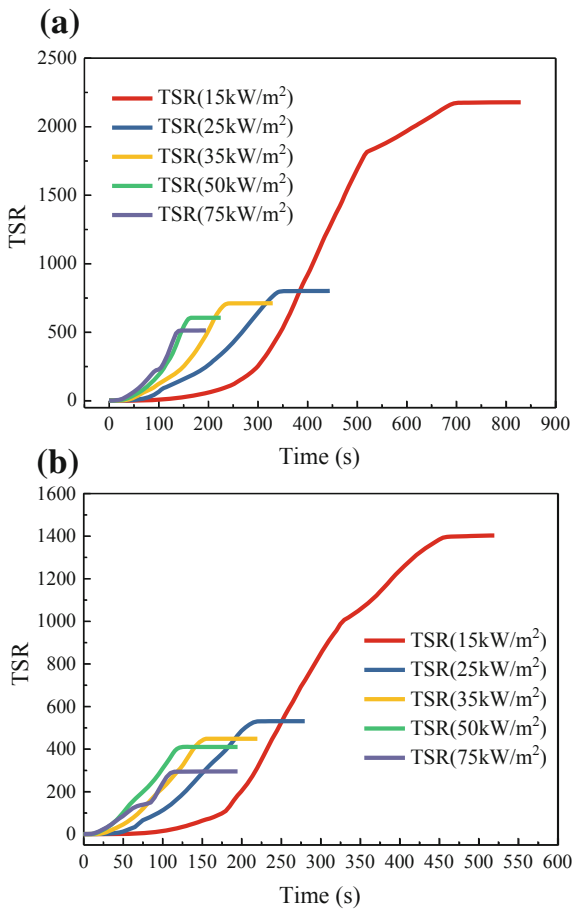 (a)
2500
2000
1500
1000
500
0
TSR
TSR(15kW/m²)
TSR(25kW/m²)
TSR(35kW/m²)
TSR(50kW/m²)
TSR(75kW/m²)
0 100 200 300 400 500 600 700 800 900
Time (s)
(b)
1600
1400
1200
1000
800
600
400
200
0
TSR
TSR(15kW/m²)
TSR(25kW/m²)
TSR(35kW/m²)
TSR(50kW/m²)
TSR(75kW/m²)
0 50 100 150 200 250 300 350 400 450 500 550 600
Time (s)